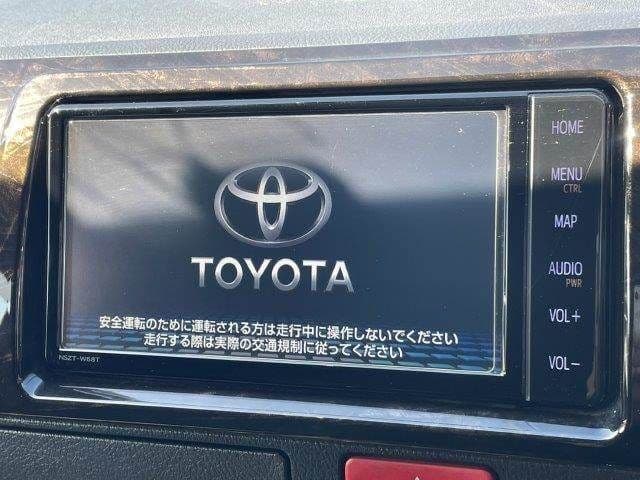 TOYOTA
安全運転のために運転される方は走行中に操作しないでください
走行する際は実際の交通規制に従ってください
NSZT-W68T
HOME
MENU
CTRL
MAP
AUDIO
PWR
VOL+
VOL−